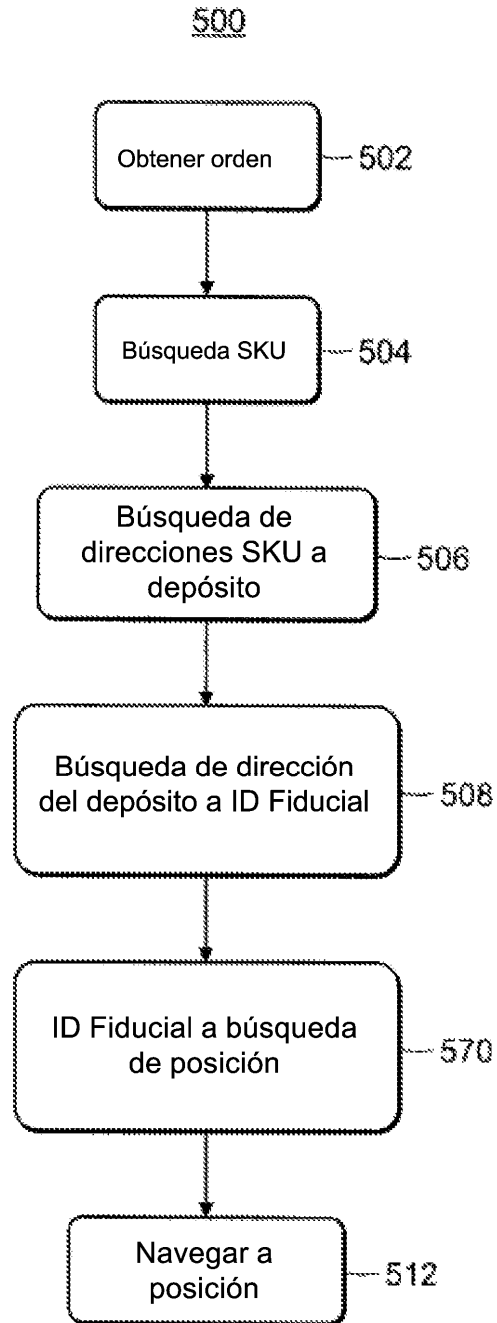 500
Obtener orden
502
Búsqueda SKU
504
Búsqueda de
direcciones SKU a
depósito
506
Búsqueda de dirección
del depósito a ID Fiducial
508
ID Fiducial a búsqueda
de posición
570
Navegar a
posición
512